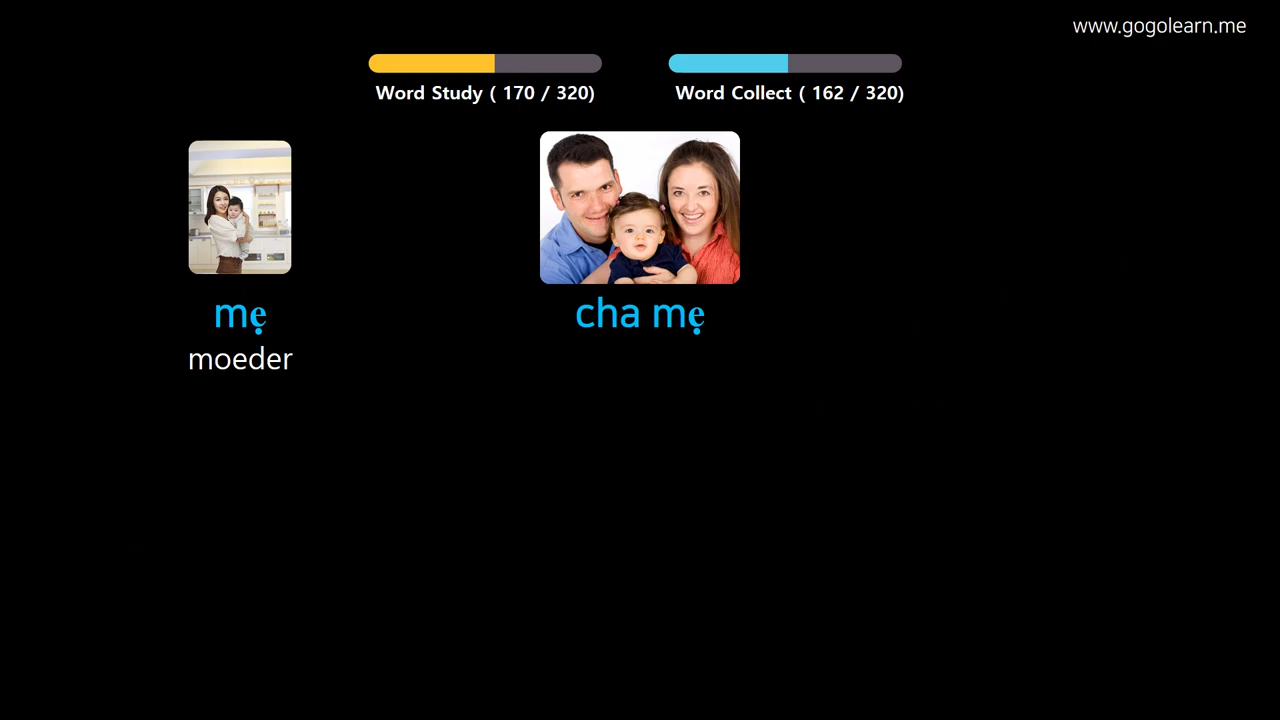 www.gogolearn.me
Word Study ( 170 / 320)
Word Collect ( 162 / 320)
mẹ
moeder
cha mẹ